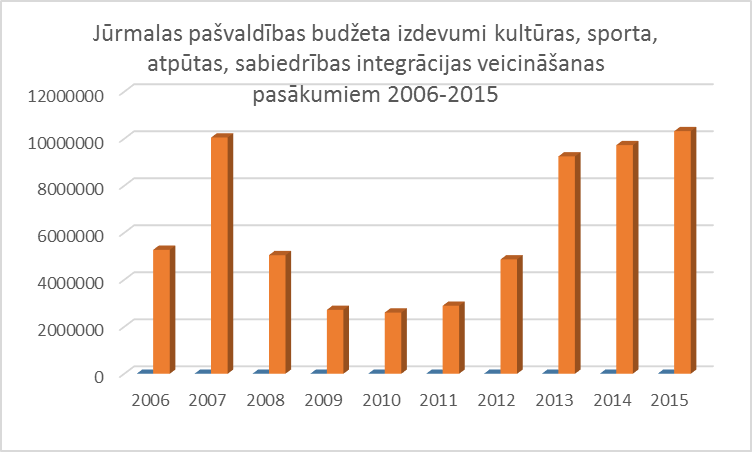 Jūrmalas pašvaldības budžeta izdevumi kultūras, sporta,
atpūtas, sabiedrības integrācijas veicināšanas
pasākumiem 2006-2015
12000000
10000000
8000000
6000000
4000000
2000000
0
2006 2007 2008 2009 2010 2011 2012 2013 2014 2015